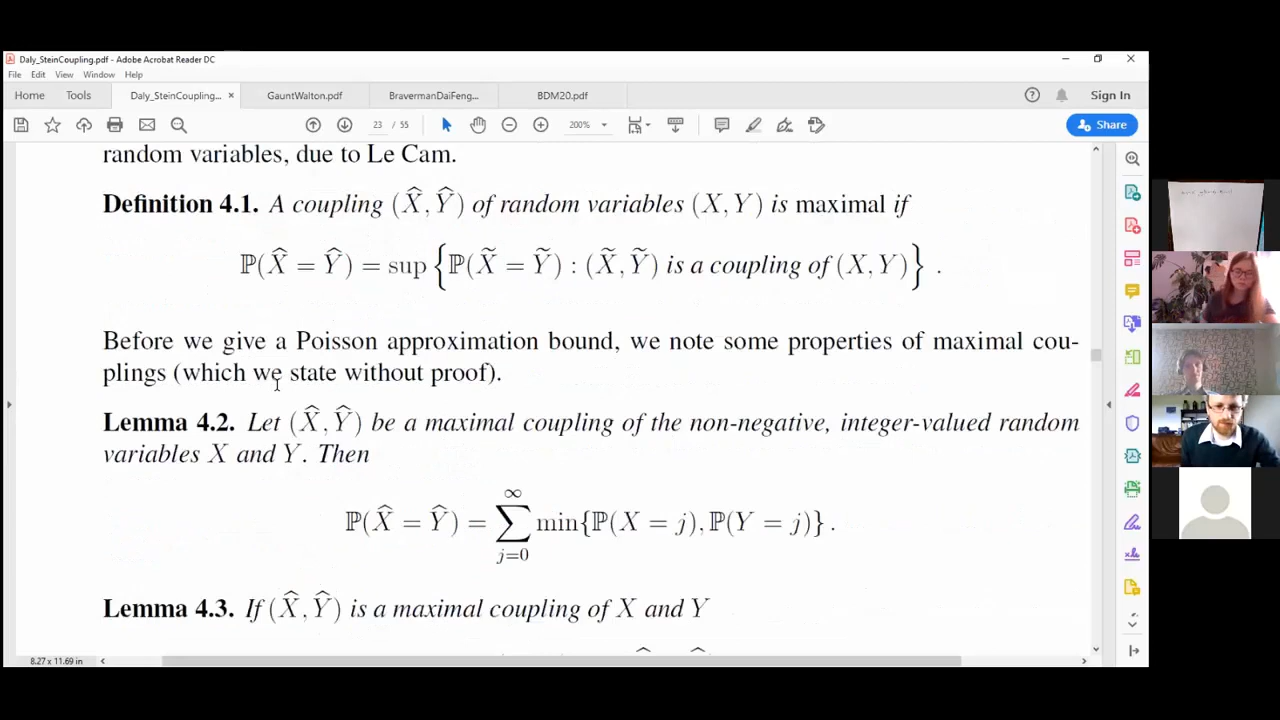 Daly_SteinCoupling.pdf - Adobe Acrobat Reader DC
File Edit View Window Help
Home Tools Daly_SteinCoupling... × GauntWalton.pdf BravermanDaiFeng... BDM20.pdf Sign In
23 / 55 200% Share
random variables, due to Le Cam.
Definition 4.1. A coupling (X̂, Ŷ) of random variables (X, Y) is maximal if
ℙ(X̂ = Ŷ) = sup {ℙ(X̃ = Ỹ) : (X̃, Ỹ) is a coupling of (X, Y)} .
Before we give a Poisson approximation bound, we note some properties of maximal cou-
plings (which we state without proof).
Lemma 4.2. Let (X̂, Ŷ) be a maximal coupling of the non-negative, integer-valued random
variables X and Y. Then
ℙ(X̂ = Ŷ) = ∑_{j=0}^{∞} min{ℙ(X = j), ℙ(Y = j)} .
Lemma 4.3. If (X̂, Ŷ) is a maximal coupling of X and Y
8.27 x 11.69 in